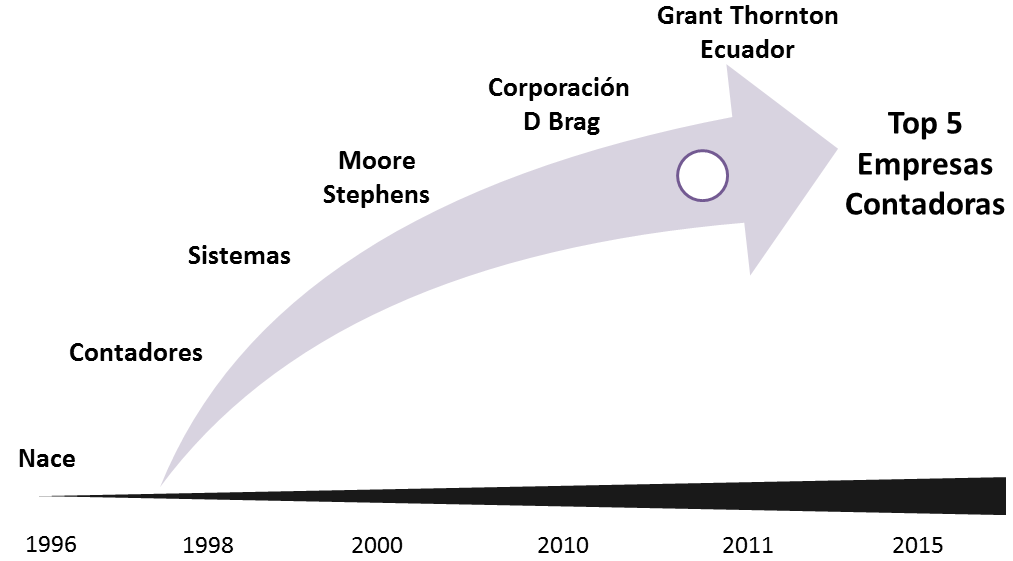 Grant Thornton
Ecuador
Corporación
D Brag
Top 5
Empresas
Contadoras
Moore
Stephens
Sistemas
Contadores
Nace
1996 1998 2000 2010 2011 2015